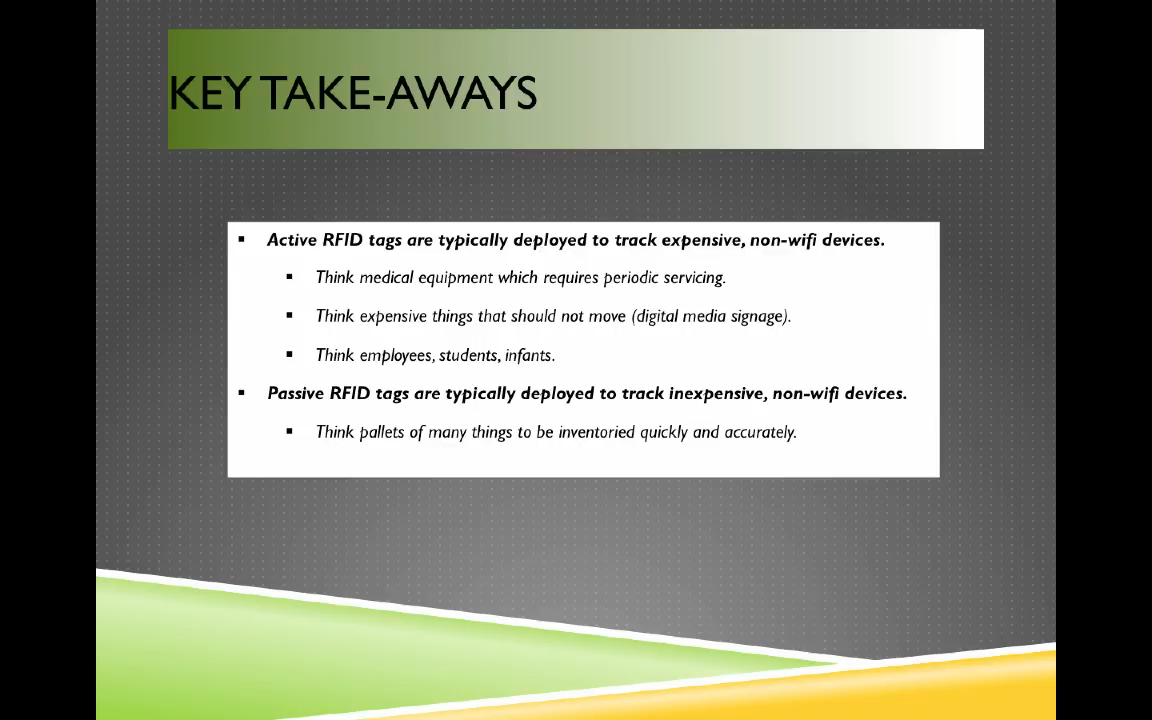 KEY TAKE-AWAYS
▪ Active RFID tags are typically deployed to track expensive, non-wifi devices.
▪ Think medical equipment which requires periodic servicing.
▪ Think expensive things that should not move (digital media signage).
▪ Think employees, students, infants.
▪ Passive RFID tags are typically deployed to track inexpensive, non-wifi devices.
▪ Think pallets of many things to be inventoried quickly and accurately.